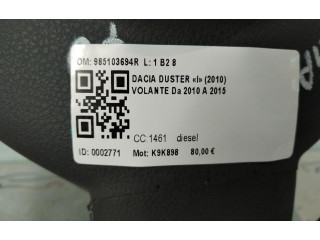 OM: 985103694R L: 1 B2 8
DACIA DUSTER «I» (2010)
VOLANTE Da 2010 A 2015
CC:1461 diesel
ID: 0002771 Mot: K9K898 80,00 €